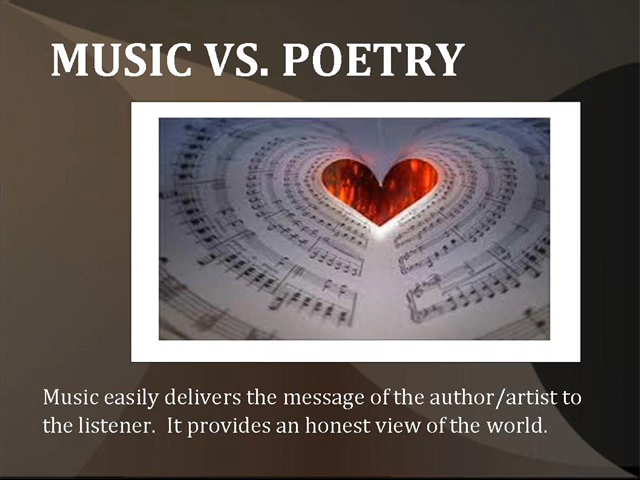 MUSIC VS. POETRY
Music easily delivers the message of the author/artist to
the listener.  It provides an honest view of the world.